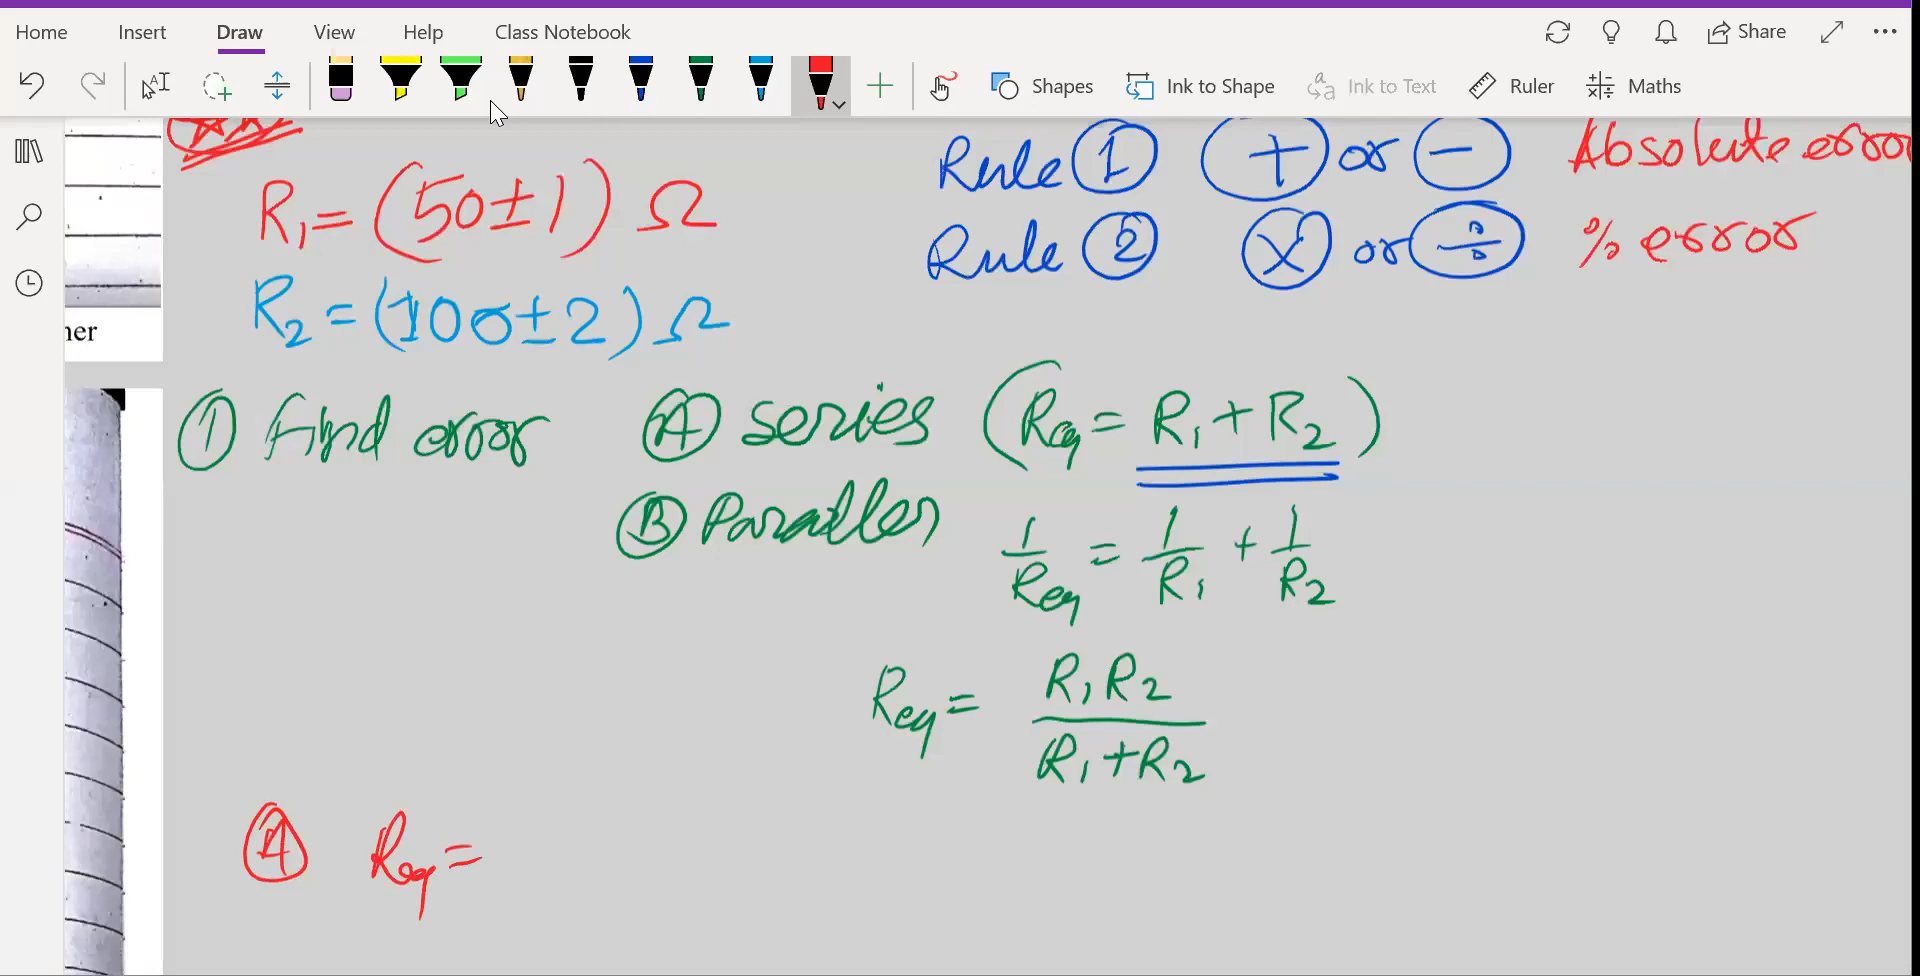 Home Insert Draw View Help Class Notebook Share
Shapes Ink to Shape Ink to Text Ruler Maths
Rule ① + or − Absolute error
R₁ = (50±1) Ω
Rule ② × or ÷ % error
R₂ = (100±2) Ω
ner
① Find error Ⓐ series (Req = R₁ + R₂)
Ⓑ Parallel 1/Req = 1/R₁ + 1/R₂
Req = R₁R₂/(R₁+R₂)
Ⓐ Req =